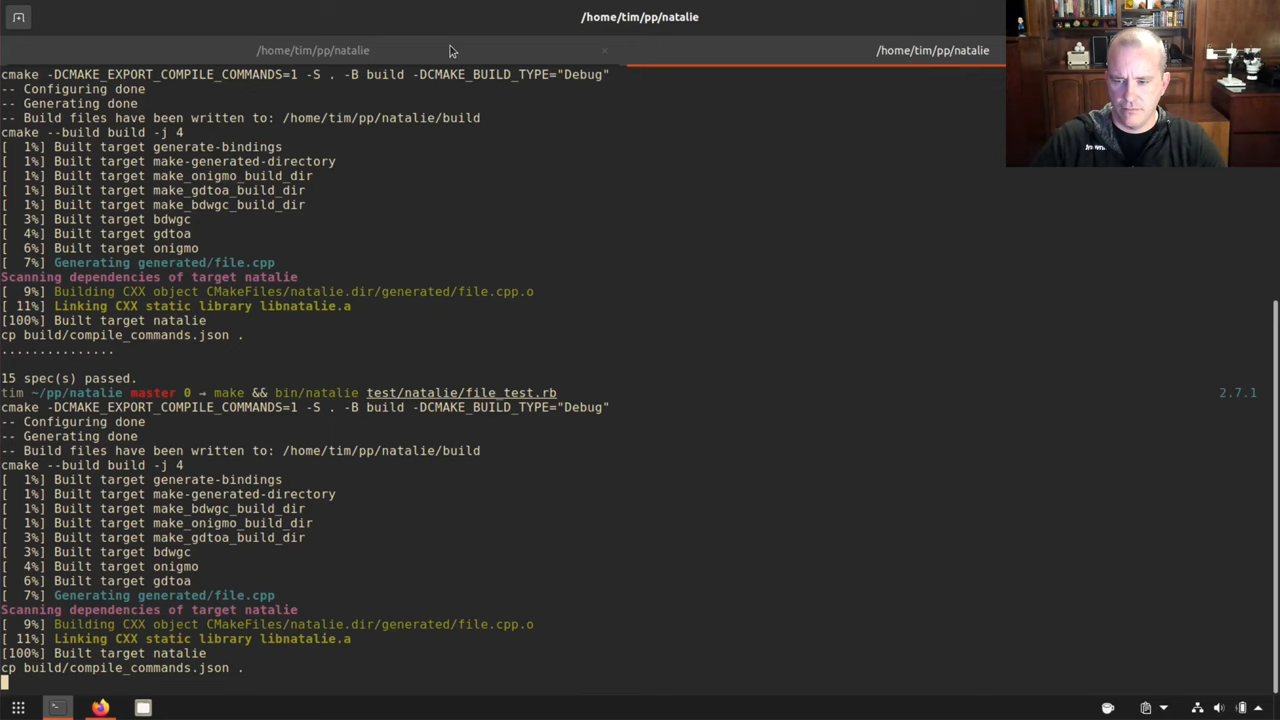 /home/tim/pp/natalie
/home/tim/pp/natalie × /home/tim/pp/natalie
cmake -DCMAKE_EXPORT_COMPILE_COMMANDS=1 -S . -B build -DCMAKE_BUILD_TYPE="Debug"
-- Configuring done
-- Generating done
-- Build files have been written to: /home/tim/pp/natalie/build
cmake --build build -j 4
[  1%] Built target generate-bindings
[  1%] Built target make-generated-directory
[  1%] Built target make_onigmo_build_dir
[  1%] Built target make_gdtoa_build_dir
[  1%] Built target make_bdwgc_build_dir
[  3%] Built target bdwgc
[  4%] Built target gdtoa
[  6%] Built target onigmo
[  7%] Generating generated/file.cpp
Scanning dependencies of target natalie
[  9%] Building CXX object CMakeFiles/natalie.dir/generated/file.cpp.o
[ 11%] Linking CXX static library libnatalie.a
[100%] Built target natalie
cp build/compile_commands.json .
...............
15 spec(s) passed.
tim ~/pp/natalie master 0 → make && bin/natalie test/natalie/file_test.rb 2.7.1
cmake -DCMAKE_EXPORT_COMPILE_COMMANDS=1 -S . -B build -DCMAKE_BUILD_TYPE="Debug"
-- Configuring done
-- Generating done
-- Build files have been written to: /home/tim/pp/natalie/build
cmake --build build -j 4
[  1%] Built target generate-bindings
[  1%] Built target make-generated-directory
[  1%] Built target make_bdwgc_build_dir
[  1%] Built target make_onigmo_build_dir
[  3%] Built target make_gdtoa_build_dir
[  3%] Built target bdwgc
[  4%] Built target onigmo
[  6%] Built target gdtoa
[  7%] Generating generated/file.cpp
Scanning dependencies of target natalie
[  9%] Building CXX object CMakeFiles/natalie.dir/generated/file.cpp.o
[ 11%] Linking CXX static library libnatalie.a
[100%] Built target natalie
cp build/compile_commands.json .